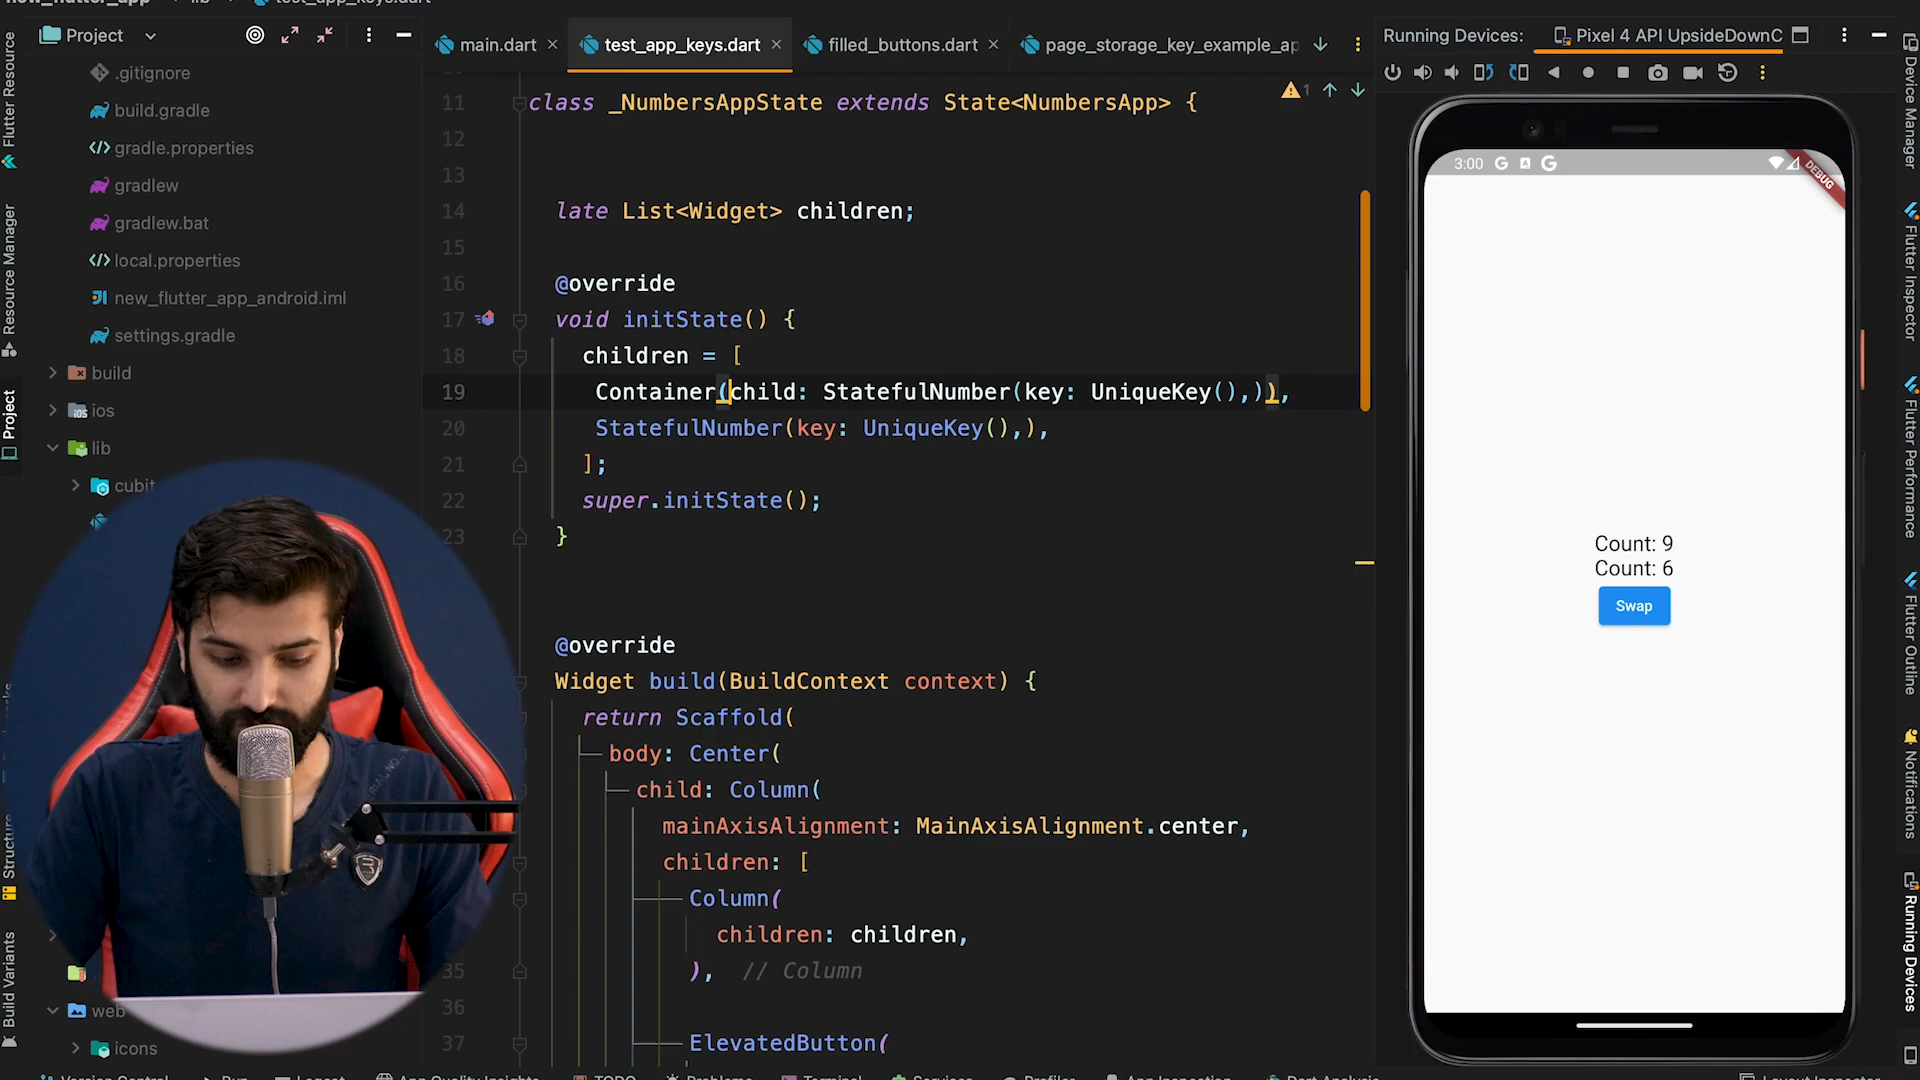 Project
.gitignore
build.gradle
gradle.properties
gradlew
gradlew.bat
local.properties
new_flutter_app_android.iml
settings.gradle
build
ios
lib
cubit
web
icons
Flutter Resource
Resource Manager
Project
Structure
Build Variants
main.dart
test_app_keys.dart
filled_buttons.dart
page_storage_key_example_ap
11 class _NumbersAppState extends State<NumbersApp> {
1
12
13
14 late List<Widget> children;
15
16 @override
17 void initState() {
18 children = [
19 Container(child: StatefulNumber(key: UniqueKey(),)),
20 StatefulNumber(key: UniqueKey(),),
21 ];
22 super.initState();
23 }
@override
Widget build(BuildContext context) {
return Scaffold(
body: Center(
child: Column(
mainAxisAlignment: MainAxisAlignment.center,
children: [
Column(
children: children,
35 ), // Column
36
37 ElevatedButton(
Running Devices:
Pixel 4 API UpsideDownC
3:00
DEBUG
Count: 9
Count: 6
Swap
Device Manager
Flutter Inspector
Flutter Performance
Flutter Outline
Notifications
Running Devices